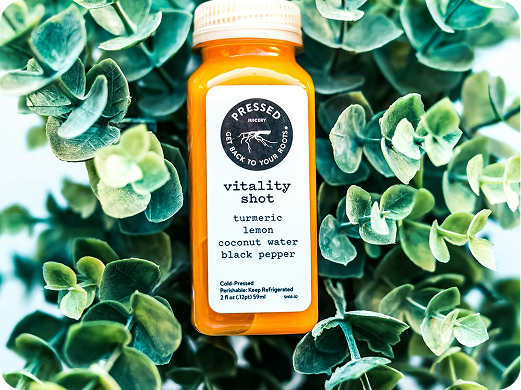 PRESSED
JUICERY
GET BACK TO YOUR ROOTS
vitality
shot
turmeric
lemon
coconut water
black pepper
Cold-Pressed
Perishable: Keep Refrigerated
2 fl oz (.12pt) 59ml